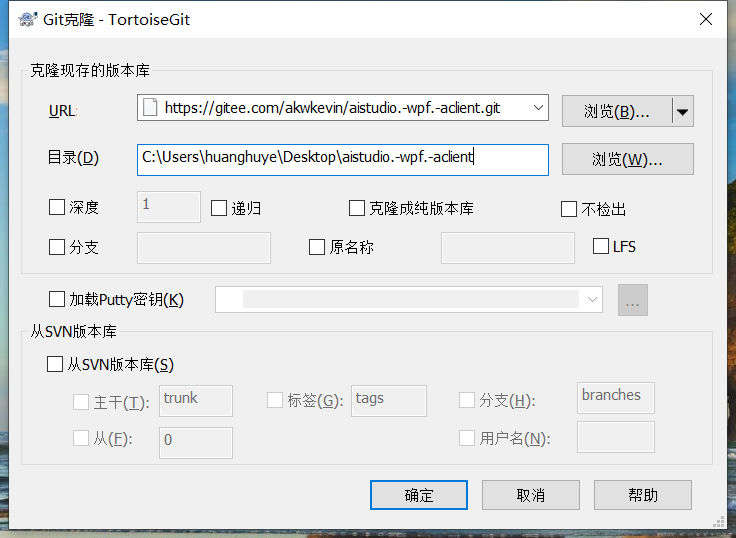 Git克隆 - TortoiseGit
克隆现存的版本库
URL: https://gitee.com/akwkevin/aistudio.-wpf.-aclient.git 浏览(B)...
目录(D) C:\Users\huanghuye\Desktop\aistudio.-wpf.-aclient 浏览(W)...
深度 1 递归 克隆成纯版本库 不检出
分支 原名称 LFS
加载Putty密钥(K) ...
从SVN版本库
从SVN版本库(S)
主干(T): trunk 标签(G): tags 分支(H): branches
从(F): 0 用户名(N):
确定 取消 帮助